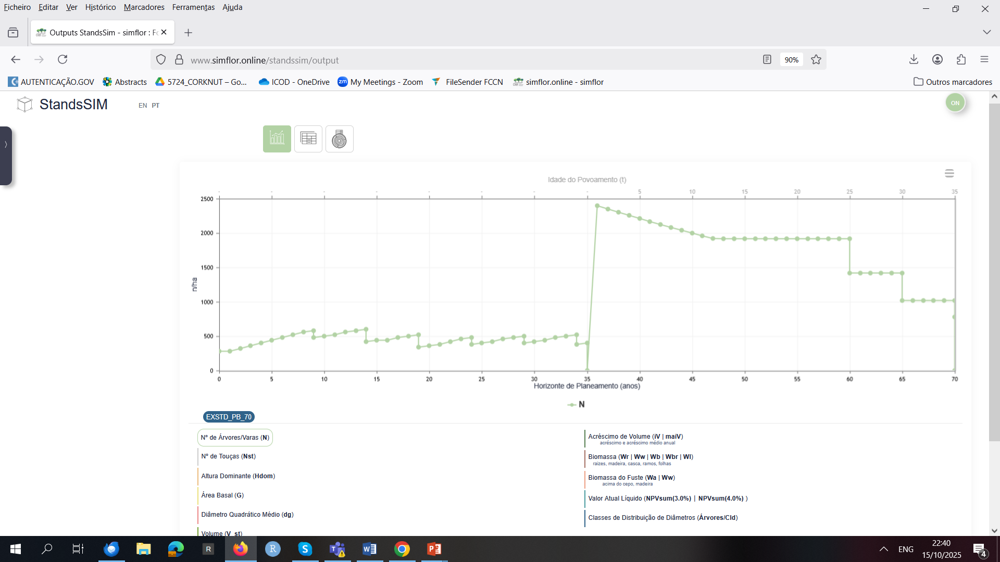 Ficheiro Editar Ver Histórico Marcadores Ferramentas Ajuda
Outputs StandsSim - simflor : Fo
www.simflor.online/standssim/output
90%
AUTENTICAÇÃO.GOV Abstracts 5724_CORKNUT – Go... ICOD - OneDrive My Meetings - Zoom FileSender FCCN simflor.online - simflor Outros marcadores
StandsSIM EN PT ON
Idade do Povoamento (t)
- - - - - - - - 5 10 15 20 25 30 35
2500
2000
1500
n/ha
1000
500
0
0 5 10 15 20 25 30 35 40 45 50 55 60 65 70
Horizonte de Planeamento (anos)
N
EXSTD_PB_70
Nº de Árvores/Varas (N)
Nº de Touças (Nst)
Altura Dominante (Hdom)
Área Basal (G)
Diâmetro Quadrático Médio (dg)
Volume (V_st)
Acréscimo de Volume (iV | maiV)
acréscimo e acréscimo médio anual
Biomassa (Wr | Ww | Wb | Wbr | Wl)
raizes, madeira, casca, ramos, folhas
Biomassa do Fuste (Wa | Ww)
acima do cepo, madeira
Valor Atual Líquido (NPVsum(3.0%) | NPVsum(4.0%) )
Classes de Distribuição de Diâmetros (Árvores/Cld)
ENG
22:40
15/10/2025
4